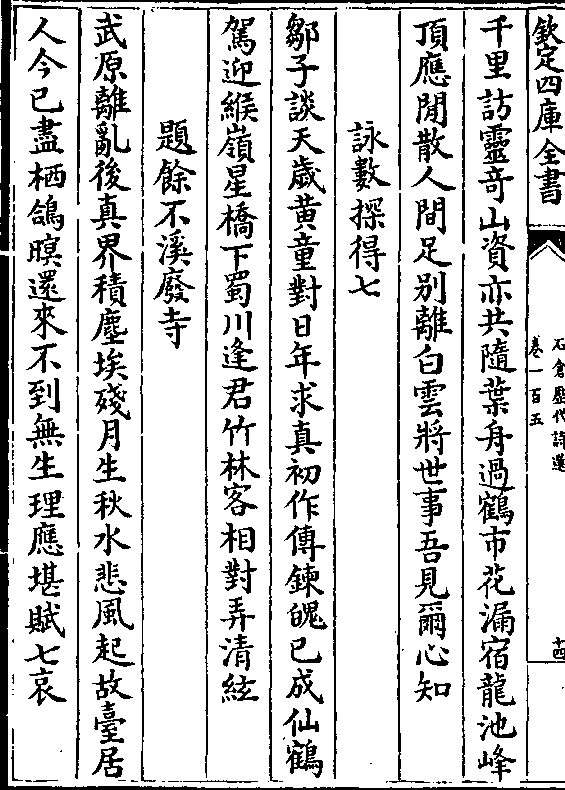 欽定四庫全書
石倉歷代詩選
卷一百五
十四
千里訪靈竒山資亦共隨葉舟過鶴市花漏宿龍池峰
頂應閒散人間足别離白雲將世事吾見爾心知
詠數探得七
鄒子談天歲黄童對日年求真初作傳鍊魄已成仙鶴
駕迎緱嶺星橋下蜀川逢君竹林客相對弄清絃
題餘不溪廢寺
武原離亂後真界積塵埃殘月生秋水悲風起故臺居
人今已盡栖鴿暝還來不到無生理應堪賦七哀